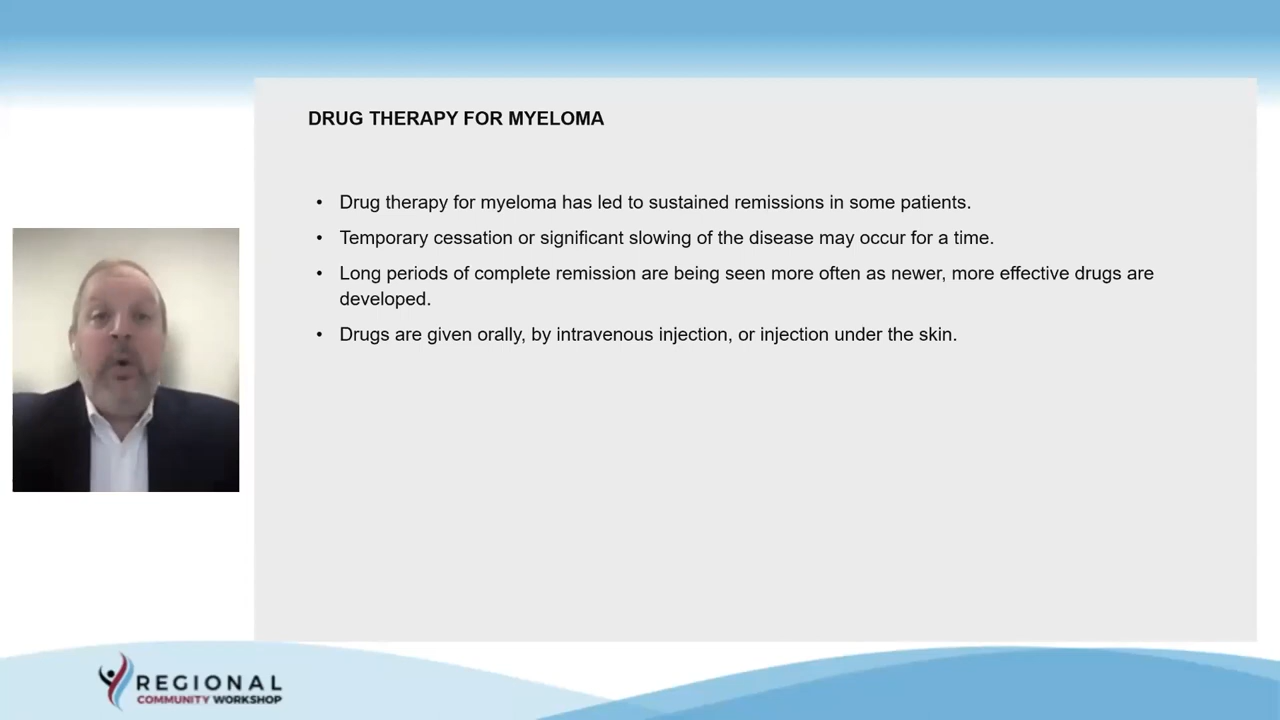 DRUG THERAPY FOR MYELOMA
• Drug therapy for myeloma has led to sustained remissions in some patients.
• Temporary cessation or significant slowing of the disease may occur for a time.
• Long periods of complete remission are being seen more often as newer, more effective drugs are
developed.
• Drugs are given orally, by intravenous injection, or injection under the skin.
REGIONAL
COMMUNITY WORKSHOP